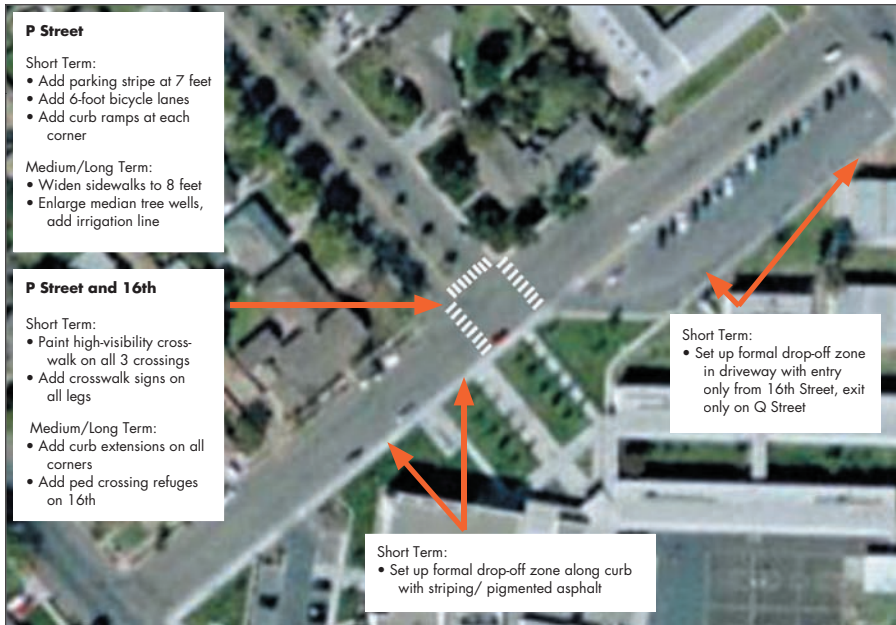 P Street
Short Term:
• Add parking stripe at 7 feet
• Add 6-foot bicycle lanes
• Add curb ramps at each
corner
Medium/Long Term:
• Widen sidewalks to 8 feet
• Enlarge median tree wells,
add irrigation line
P Street and 16th
Short Term:
• Paint high-visibility cross-
walk on all 3 crossings
• Add crosswalk signs on
all legs
Medium/Long Term:
• Add curb extensions on all
corners
• Add ped crossing refuges
on 16th
Short Term:
• Set up formal drop-off zone
in driveway with entry
only from 16th Street, exit
only on Q Street
Short Term:
• Set up formal drop-off zone along curb
with striping/ pigmented asphalt